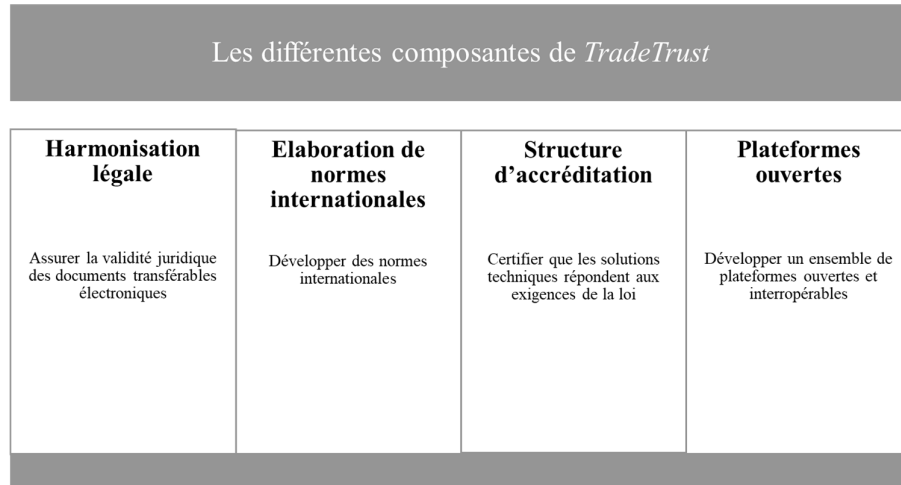 Les différentes composantes de TradeTrust
Harmonisation
légale
Assurer la validité juridique
des documents transférables
électroniques
Elaboration de
normes
internationales
Développer des normes
internationales
Structure
d’accréditation
Certifier que les solutions
techniques répondent aux
exigences de la loi
Plateformes
ouvertes
Développer un ensemble de
plateformes ouvertes et
interopérables